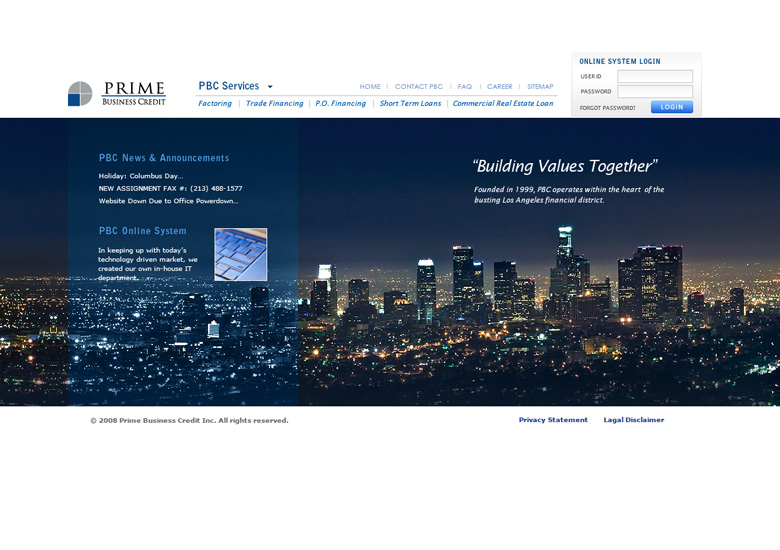 ONLINE SYSTEM LOGIN
USER ID
PASSWORD
FORGOT PASSWORD?
LOGIN
PRIME
BUSINESS CREDIT
PBC Services
HOME | CONTACT PBC | FAQ | CAREER | SITEMAP
Factoring | Trade Financing | P.O. Financing | Short Term Loans | Commercial Real Estate Loan
PBC News & Announcements
Holiday: Columbus Day...
NEW ASSIGNMENT FAX #: (213) 488-1577
Website Down Due to Office Powerdown...
PBC Online System
In keeping up with today's
technology driven market, we
created our own in-house IT
department.
“Building Values Together”
Founded in 1999, PBC operates within the heart of the
busting Los Angeles financial district.
© 2008 Prime Business Credit Inc. All rights reserved.
Privacy Statement
Lagal Disclaimer